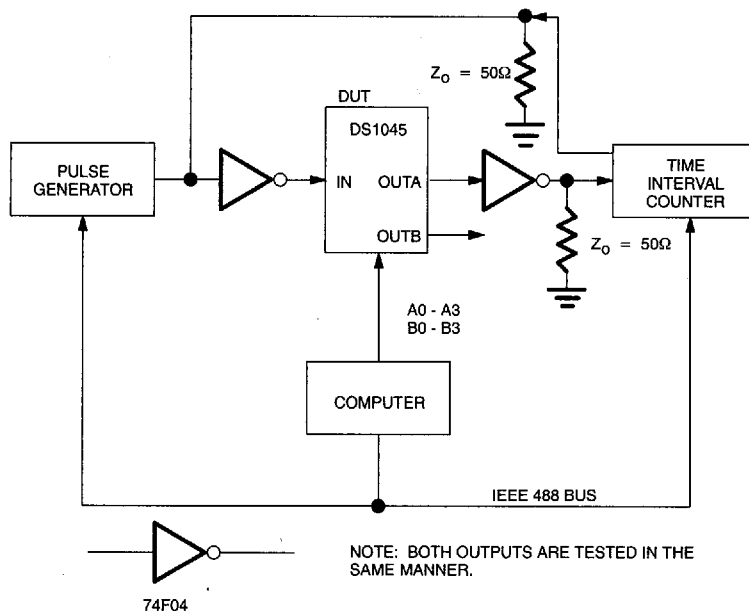 Z₀ = 50Ω
DUT
DS1045
PULSE
GENERATOR
IN
OUTA
OUTB
TIME
INTERVAL
COUNTER
Z₀ = 50Ω
A0 - A3
B0 - B3
COMPUTER
IEEE 488 BUS
NOTE: BOTH OUTPUTS ARE TESTED IN THE
SAME MANNER.
74F04